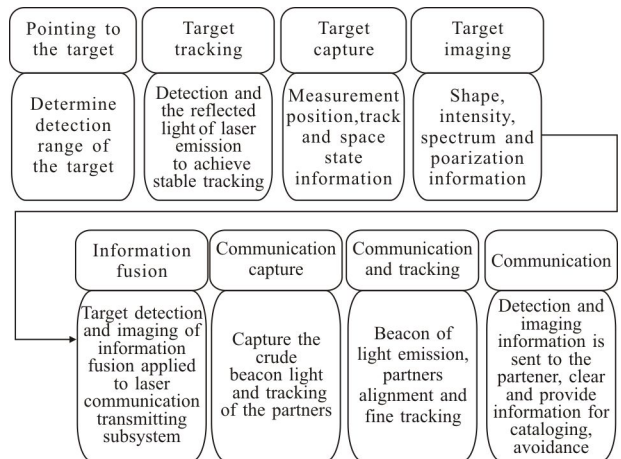 Pointing to
the target
Determine
detection
range of
the target
Target
tracking
Detection and
the reflected
light of laser
emission
to achieve
stable tracking
Target
capture
Measurement
position,track
and space
state
information
Target
imaging
Shape,
intensity,
spectrum and
poarization
information
Information
fusion
Target detection
and imaging of
information
fusion applied
to laser
communication
transmitting
subsystem
Communication
capture
Capture the
crude
beacon light
and tracking
of the partners
Communication
and tracking
Beacon of
light emission,
partners
alignment and
fine tracking
Communication
Detection and
imaging
information is
sent to the
partener, clear
and provide
information for
cataloging,
avoidance